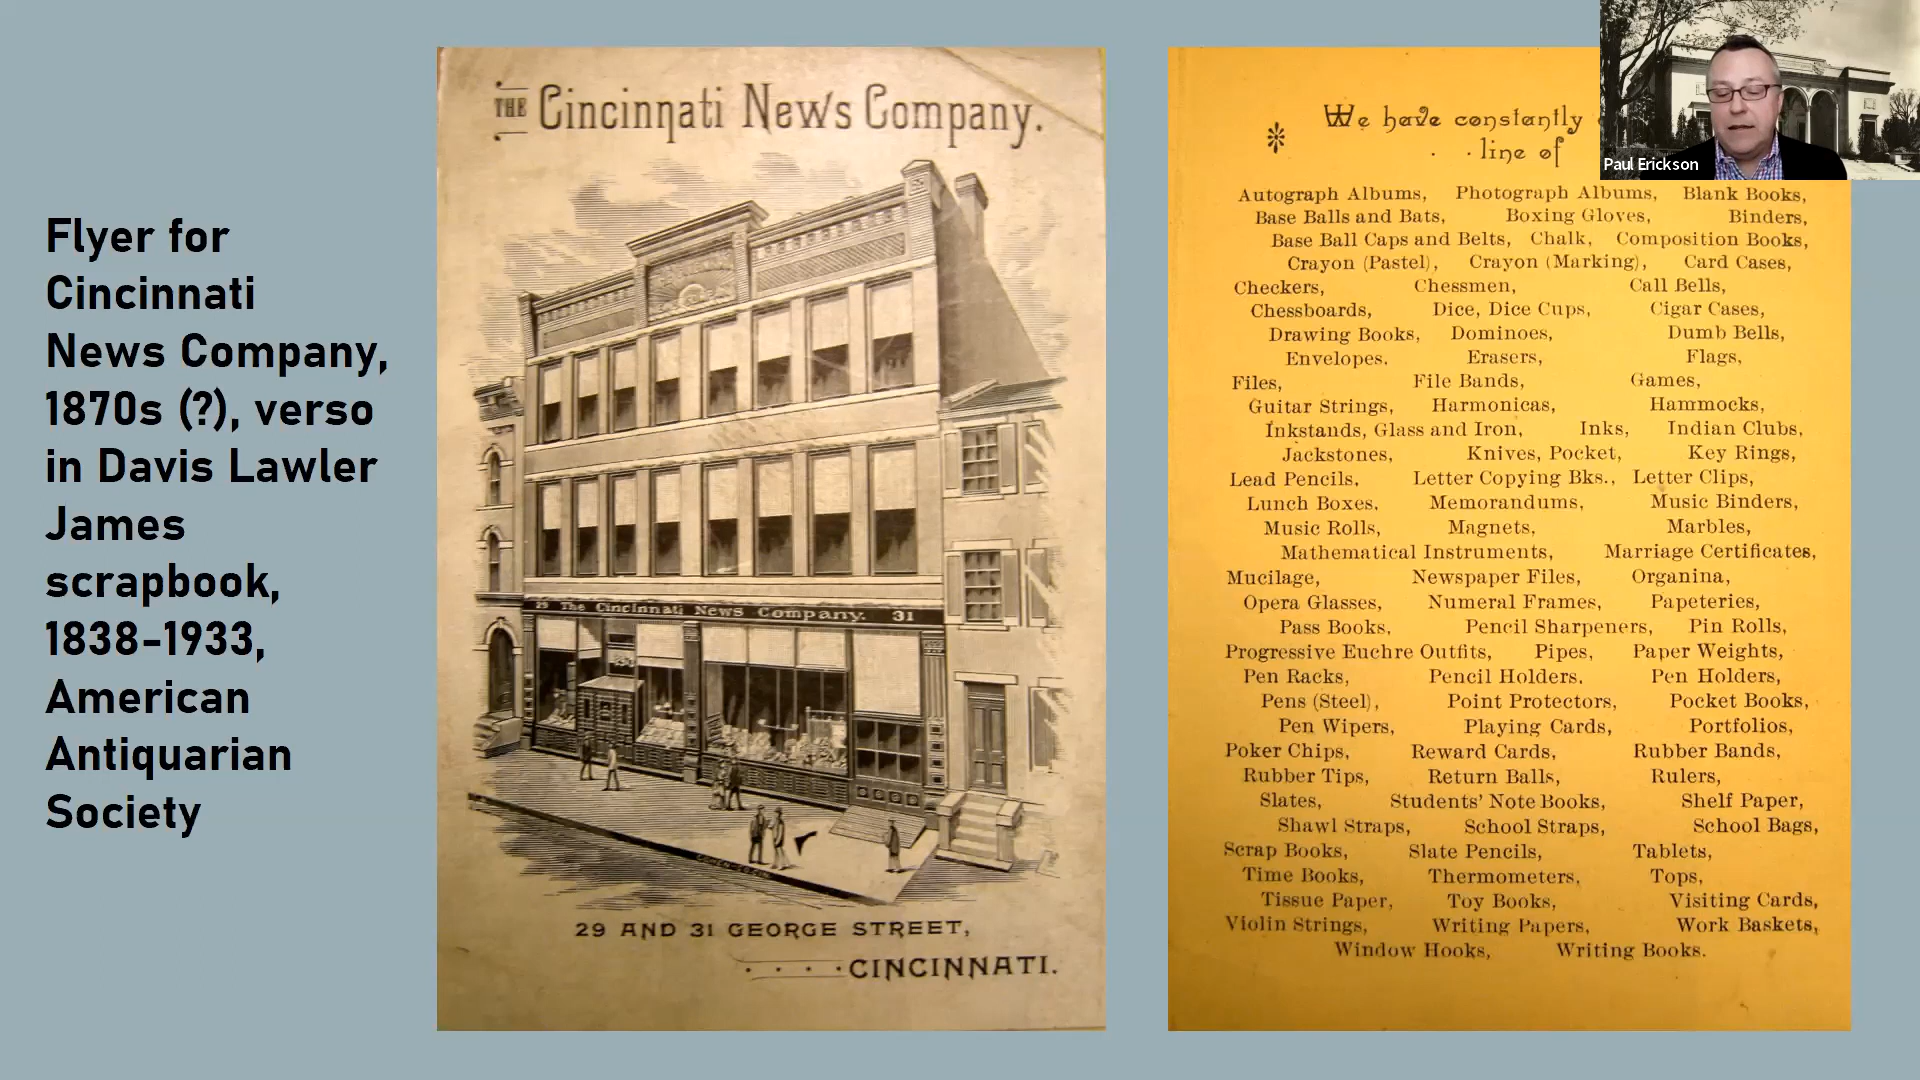 Flyer for
Cincinnati
News Company,
1870s (?), verso
in Davis Lawler
James
scrapbook,
1838-1933,
American
Antiquarian
Society
THE Cincinnati News Company.
29 The Cincinnati News Company. 31
29 AND 31 GEORGE STREET,
CINCINNATI.
We have constantly
line of
Autograph Albums, Photograph Albums, Blank Books,
Base Balls and Bats, Boxing Gloves, Binders,
Base Ball Caps and Belts, Chalk, Composition Books,
Crayon (Pastel), Crayon (Marking), Card Cases,
Checkers, Chessmen, Call Bells,
Chessboards, Dice, Dice Cups, Cigar Cases,
Drawing Books, Dominoes, Dumb Bells,
Envelopes. Erasers, Flags,
Files, File Bands, Games,
Guitar Strings, Harmonicas, Hammocks,
Inkstands, Glass and Iron, Inks, Indian Clubs,
Jackstones, Knives, Pocket, Key Rings,
Lead Pencils, Letter Copying Bks., Letter Clips,
Lunch Boxes, Memorandums, Music Binders,
Music Rolls, Magnets, Marbles,
Mathematical Instruments, Marriage Certificates,
Mucilage, Newspaper Files, Organina,
Opera Glasses, Numeral Frames, Papeteries,
Pass Books, Pencil Sharpeners, Pin Rolls,
Progressive Euchre Outfits, Pipes, Paper Weights,
Pen Racks, Pencil Holders. Pen Holders,
Pens (Steel), Point Protectors, Pocket Books,
Pen Wipers, Playing Cards, Portfolios,
Poker Chips, Reward Cards, Rubber Bands,
Rubber Tips, Return Balls, Rulers,
Slates, Students' Note Books, Shelf Paper,
Shawl Straps, School Straps, School Bags,
Scrap Books, Slate Pencils, Tablets,
Time Books, Thermometers, Tops,
Tissue Paper, Toy Books, Visiting Cards,
Violin Strings, Writing Papers, Work Baskets,
Window Hooks, Writing Books.
Paul Erickson